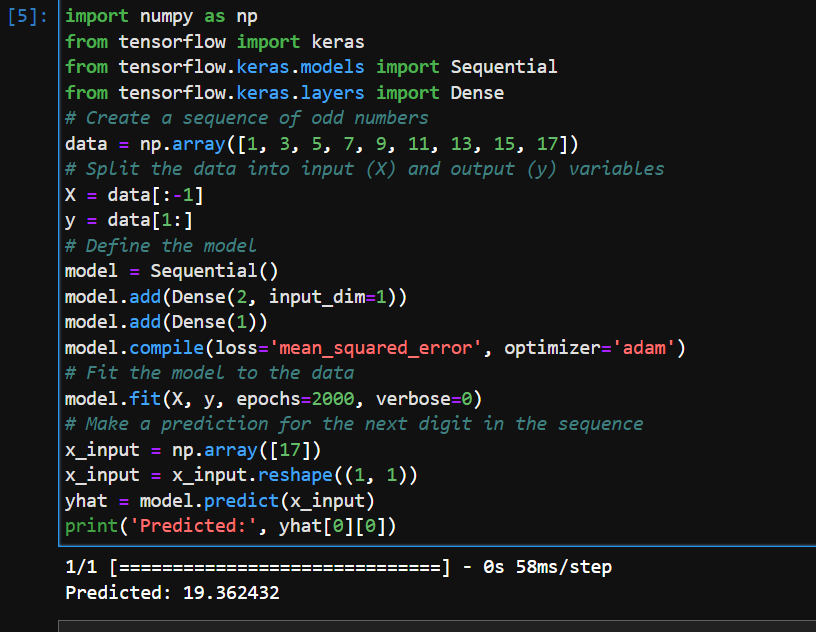 [5]: import numpy as np
from tensorflow import keras
from tensorflow.keras.models import Sequential
from tensorflow.keras.layers import Dense
# Create a sequence of odd numbers
data = np.array([1, 3, 5, 7, 9, 11, 13, 15, 17])
# Split the data into input (X) and output (y) variables
X = data[:-1]
y = data[1:]
# Define the model
model = Sequential()
model.add(Dense(2, input_dim=1))
model.add(Dense(1))
model.compile(loss='mean_squared_error', optimizer='adam')
# Fit the model to the data
model.fit(X, y, epochs=2000, verbose=0)
# Make a prediction for the next digit in the sequence
x_input = np.array([17])
x_input = x_input.reshape((1, 1))
yhat = model.predict(x_input)
print('Predicted:', yhat[0][0])
1/1 [==============================] - 0s 58ms/step
Predicted: 19.362432